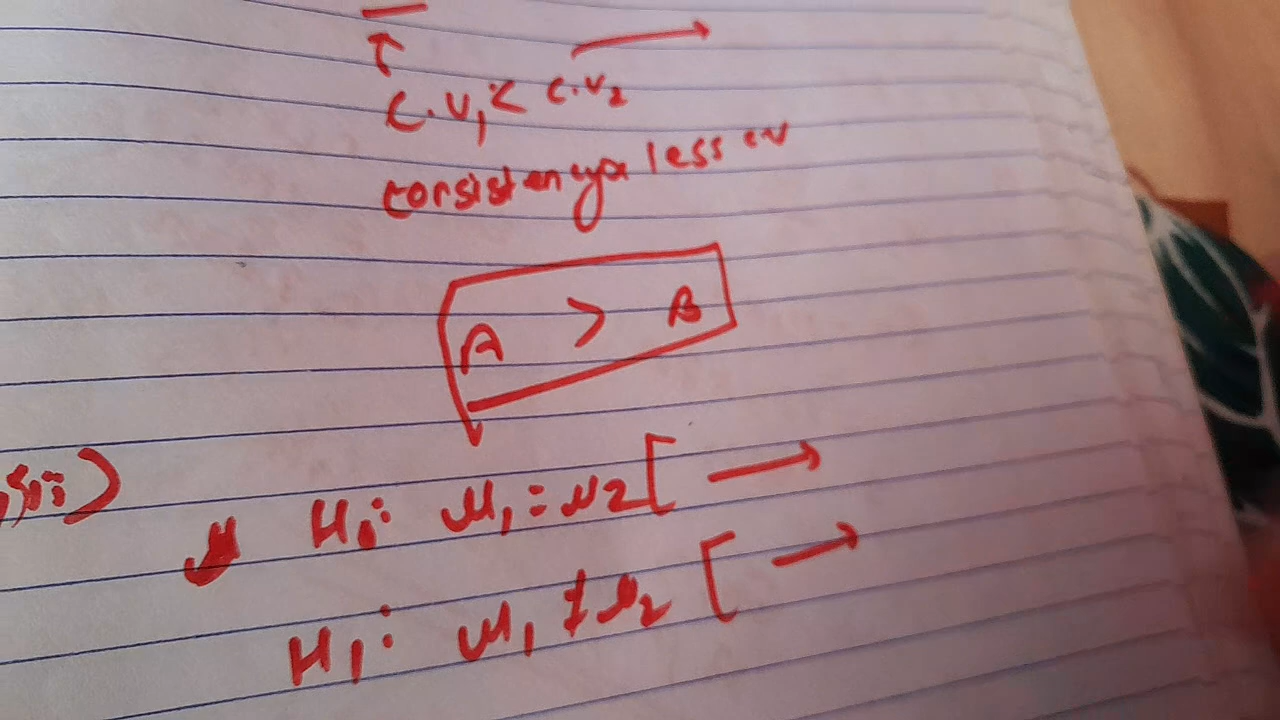 C.V₁ < C.V₂
consistency less cv
A > B
H₀: μ₁ = μ₂ [ →
H₁: μ₁ ≠ μ₂ [ →